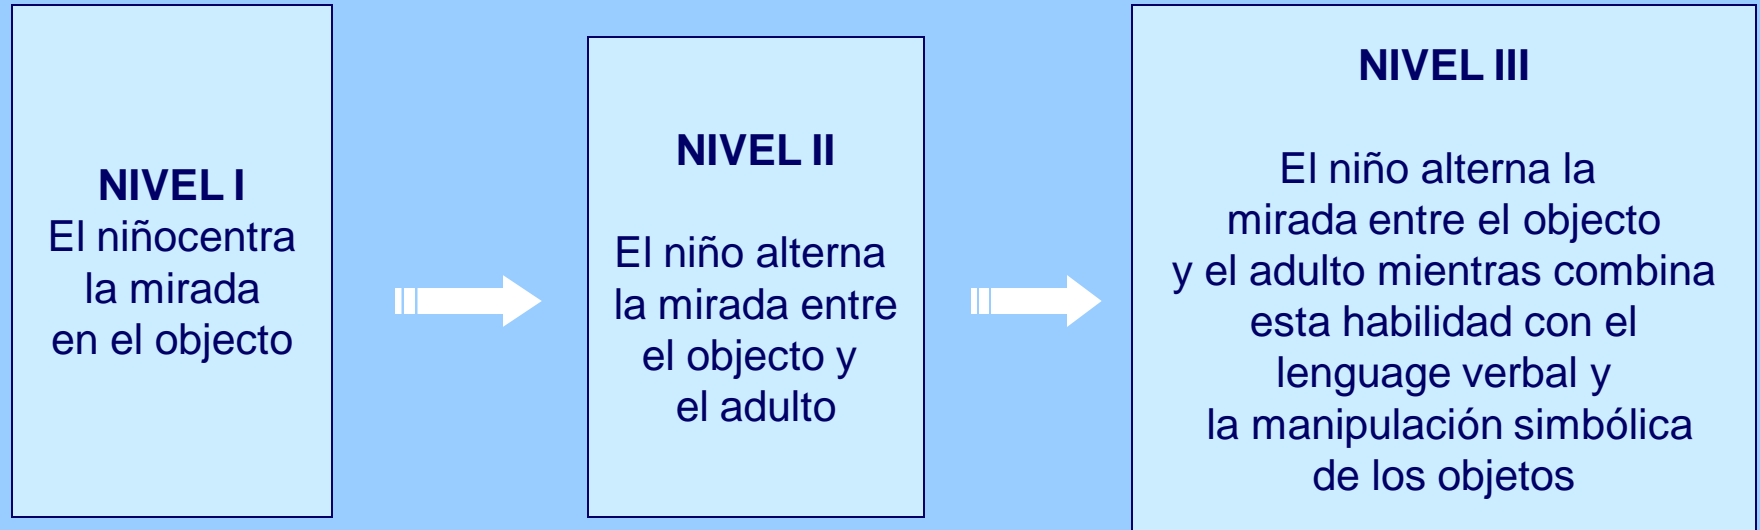 NIVEL I
El niñocentra
la mirada
en el objecto
NIVEL II
El niño alterna
la mirada entre
el objecto y
el adulto
NIVEL III
El niño alterna la
mirada entre el objecto
y el adulto mientras combina
esta habilidad con el
lenguage verbal y
la manipulación simbólica
de los objetos